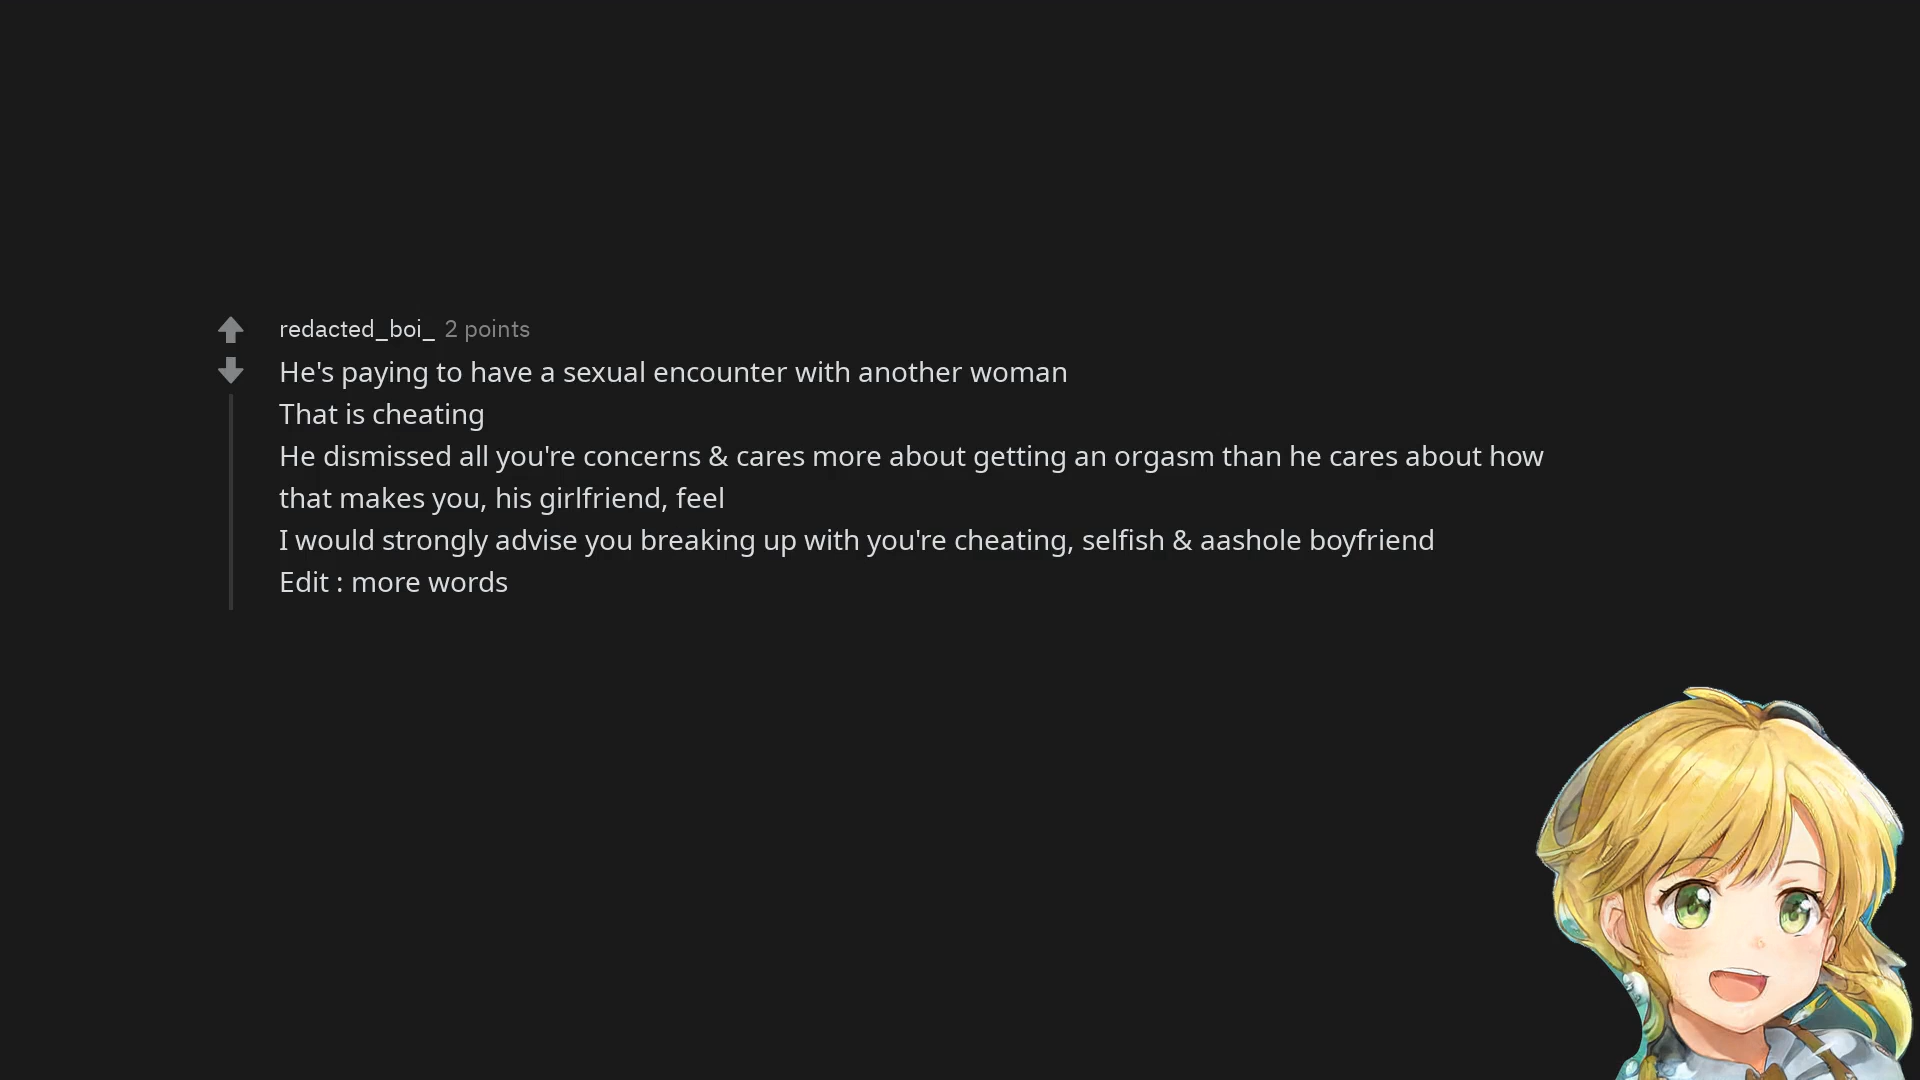 redacted_boi_ 2 points
He's paying to have a sexual encounter with another woman
That is cheating
He dismissed all you're concerns & cares more about getting an orgasm than he cares about how
that makes you, his girlfriend, feel
I would strongly advise you breaking up with you're cheating, selfish & aashole boyfriend
Edit : more words